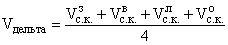 Vдельта = (V^з_с.к. + V^в_с.к. + V^л_с.к. + V^о_с.к.) / 4